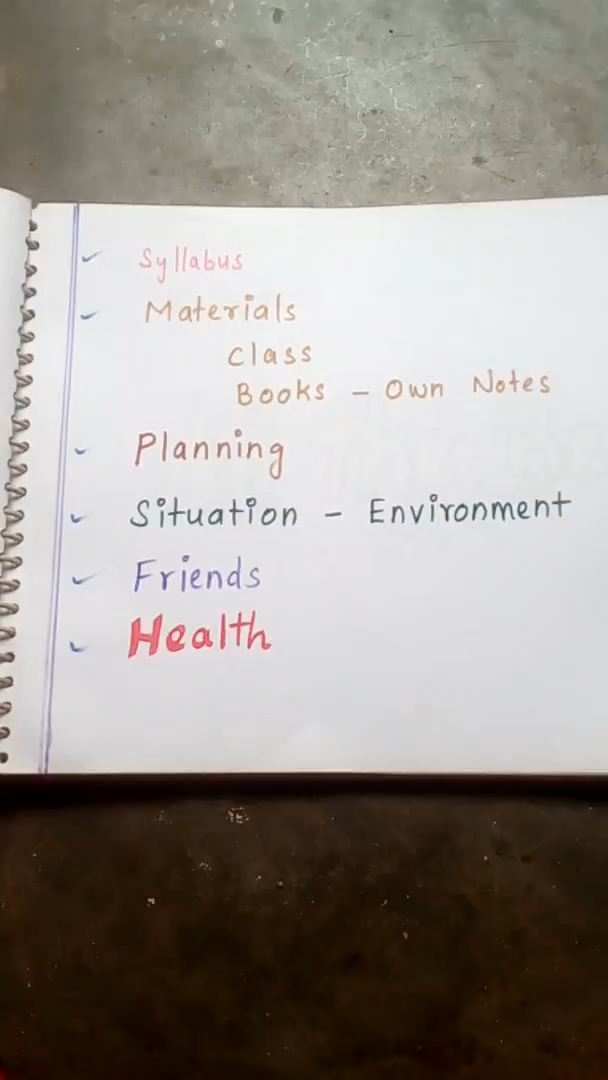 Syllabus
Materials
Class
Books - Own Notes
Planning
Situation - Environment
Friends
Health